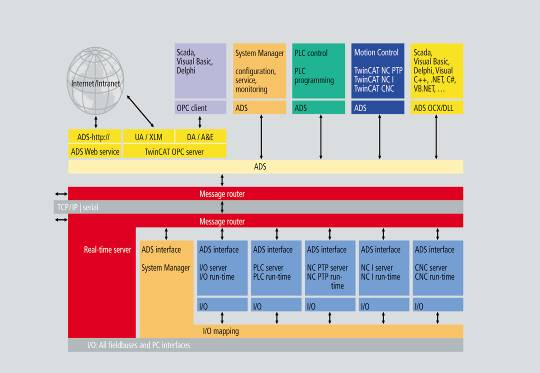 Internet/Intranet
Scada,
Visual Basic,
Delphi
OPC client
System Manager
configuration,
service,
monitoring
ADS
PLC control
PLC
programming
ADS
Motion Control
TwinCAT NC PTP
TwinCAT NC I
TwinCAT CNC
ADS
Scada,
Visual Basic,
Delphi, Visual
C++, .NET, C#,
VB.NET, …
ADS OCX/DLL
ADS-http://
UA / XLM
DA / A&E
ADS Web service
TwinCAT OPC server
ADS
Message router
TCP/IP | serial
Message router
Real-time server
ADS interface
System Manager
ADS interface
I/O server
I/O run-time
I/O
ADS interface
PLC server
PLC run-time
I/O
ADS interface
NC PTP server
NC PTP run-
time
I/O
ADS interface
NC I server
NC I run-time
I/O
ADS interface
CNC server
CNC run-time
I/O
I/O mapping
I/O: All fieldbuses and PC interfaces